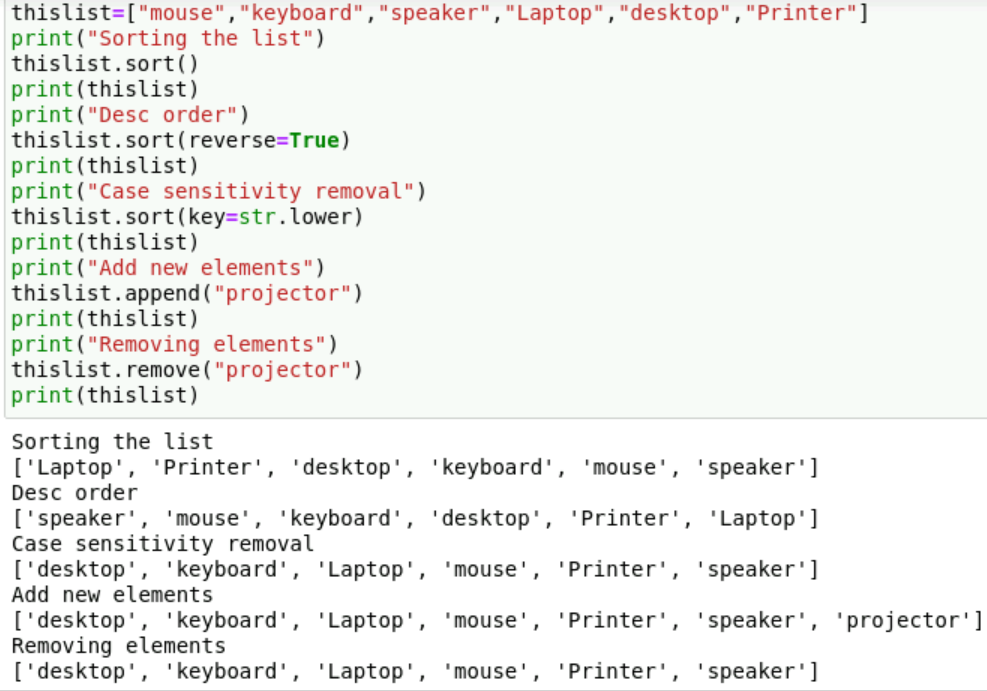 thislist=["mouse","keyboard","speaker","Laptop","desktop","Printer"]
print("Sorting the list")
thislist.sort()
print(thislist)
print("Desc order")
thislist.sort(reverse=True)
print(thislist)
print("Case sensitivity removal")
thislist.sort(key=str.lower)
print(thislist)
print("Add new elements")
thislist.append("projector")
print(thislist)
print("Removing elements")
thislist.remove("projector")
print(thislist)
Sorting the list
['Laptop', 'Printer', 'desktop', 'keyboard', 'mouse', 'speaker']
Desc order
['speaker', 'mouse', 'keyboard', 'desktop', 'Printer', 'Laptop']
Case sensitivity removal
['desktop', 'keyboard', 'Laptop', 'mouse', 'Printer', 'speaker']
Add new elements
['desktop', 'keyboard', 'Laptop', 'mouse', 'Printer', 'speaker', 'projector']
Removing elements
['desktop', 'keyboard', 'Laptop', 'mouse', 'Printer', 'speaker']